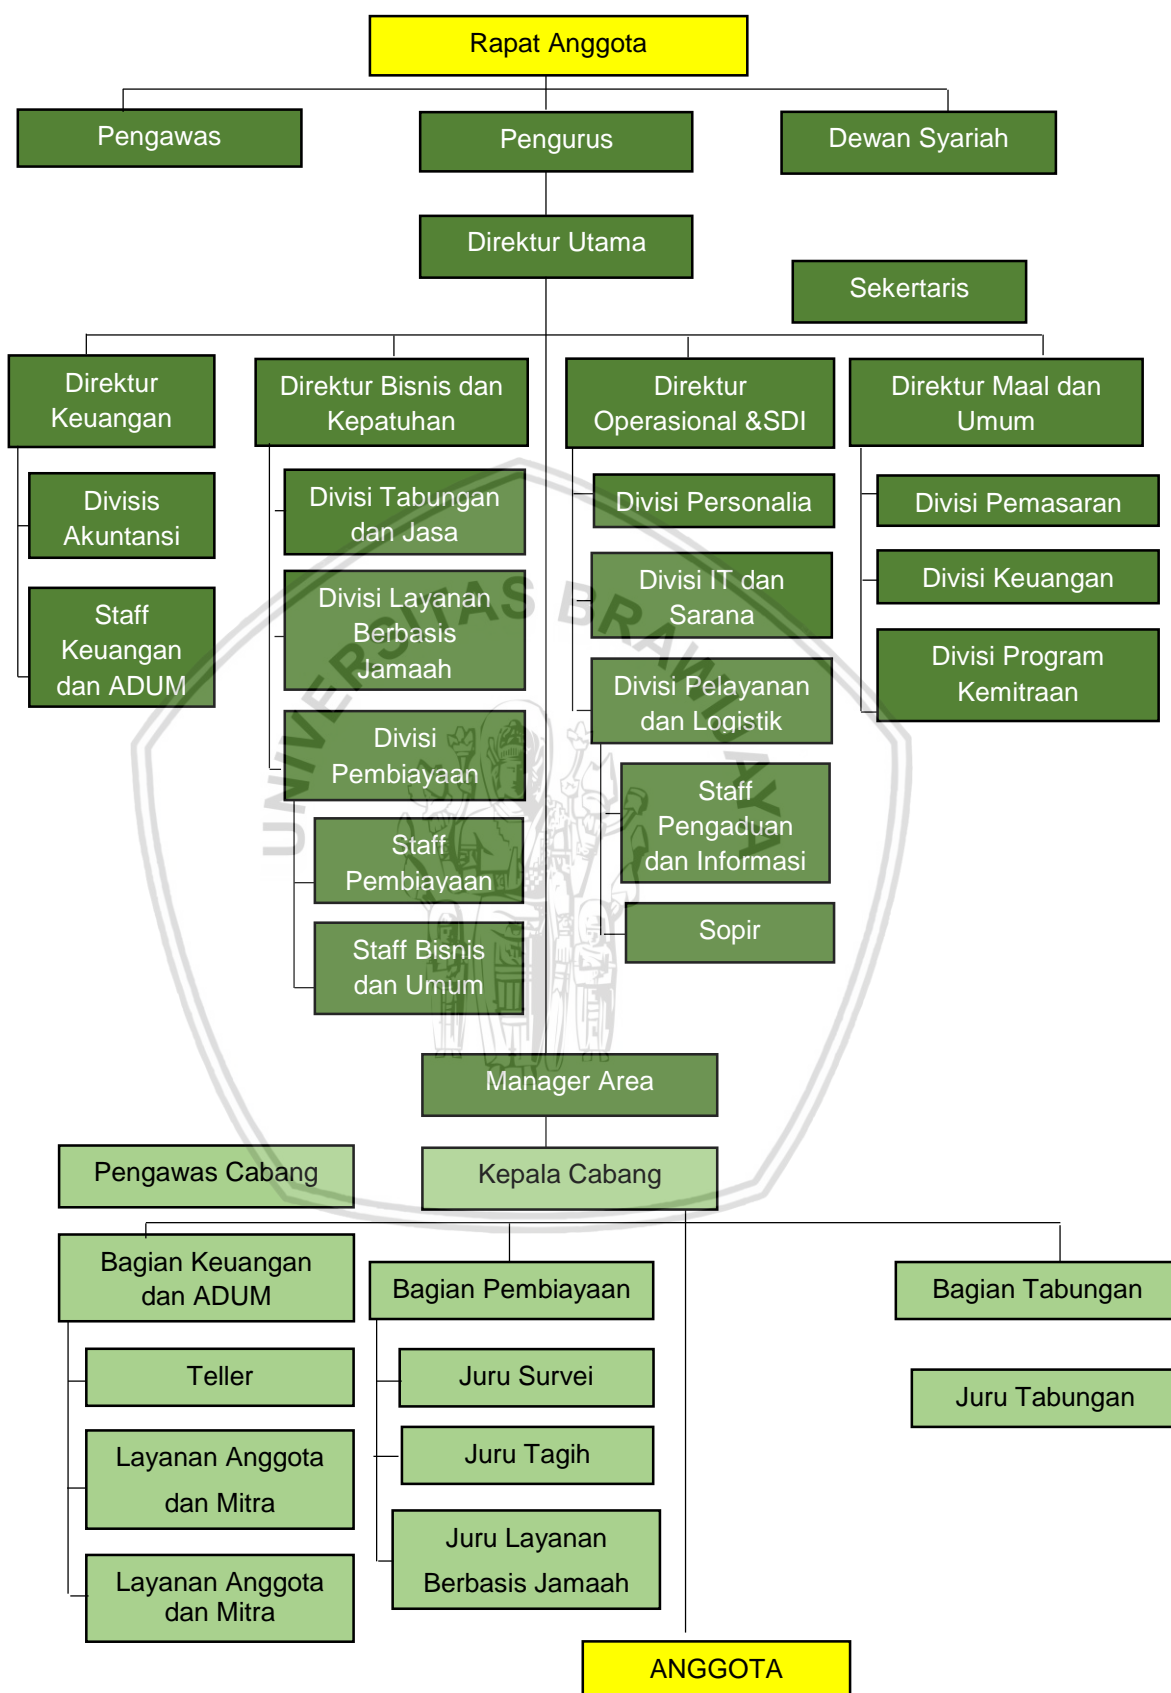 Rapat Anggota
Pengawas
Pengurus
Dewan Syariah
Direktur Utama
Sekertaris
Direktur
Keuangan
Direktur Bisnis dan
Kepatuhan
Direktur
Operasional &SDI
Direktur Maal dan
Umum
Divisis
Akuntansi
Staff
Keuangan
dan ADUM
Divisi Tabungan
dan Jasa
Divisi Layanan
Berbasis
Jamaah
Divisi
Pembiayaan
Staff
Pembiayaan
Staff Bisnis
dan Umum
Divisi Personalia
Divisi IT dan
Sarana
Divisi Pelayanan
dan Logistik
Staff
Pengaduan
dan Informasi
Sopir
Divisi Pemasaran
Divisi Keuangan
Divisi Program
Kemitraan
UNIVERSITAS BRAWIJAYA
Manager Area
Pengawas Cabang
Kepala Cabang
Bagian Keuangan
dan ADUM
Teller
Layanan Anggota
dan Mitra
Layanan Anggota
dan Mitra
Bagian Pembiayaan
Juru Survei
Juru Tagih
Juru Layanan
Berbasis Jamaah
Bagian Tabungan
Juru Tabungan
ANGGOTA